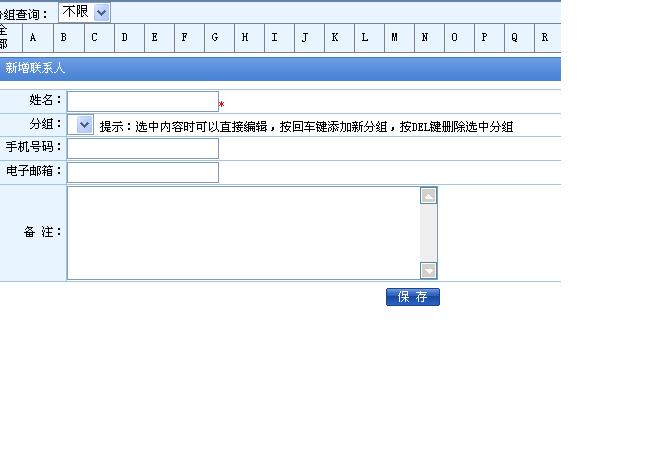 分组查询： 不限
全部 A B C D E F G H I J K L M N O P Q R
新增联系人
姓名： *
分组： 提示：选中内容时可以直接编辑，按回车键添加新分组，按DEL键删除选中分组
手机号码：
电子邮箱：
备 注：
保 存